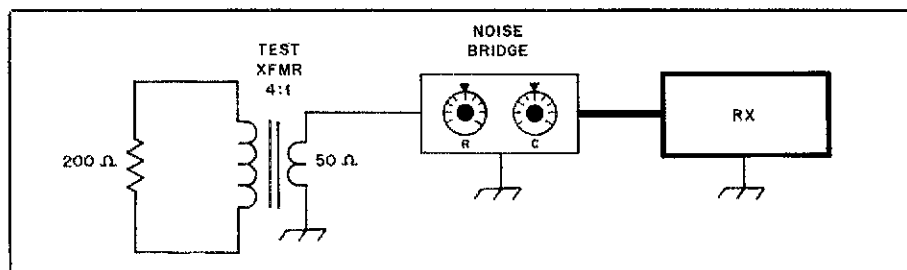 NOISE
BRIDGE
TEST
XFMR
4:1
200 Ω
50 Ω
R
C
RX